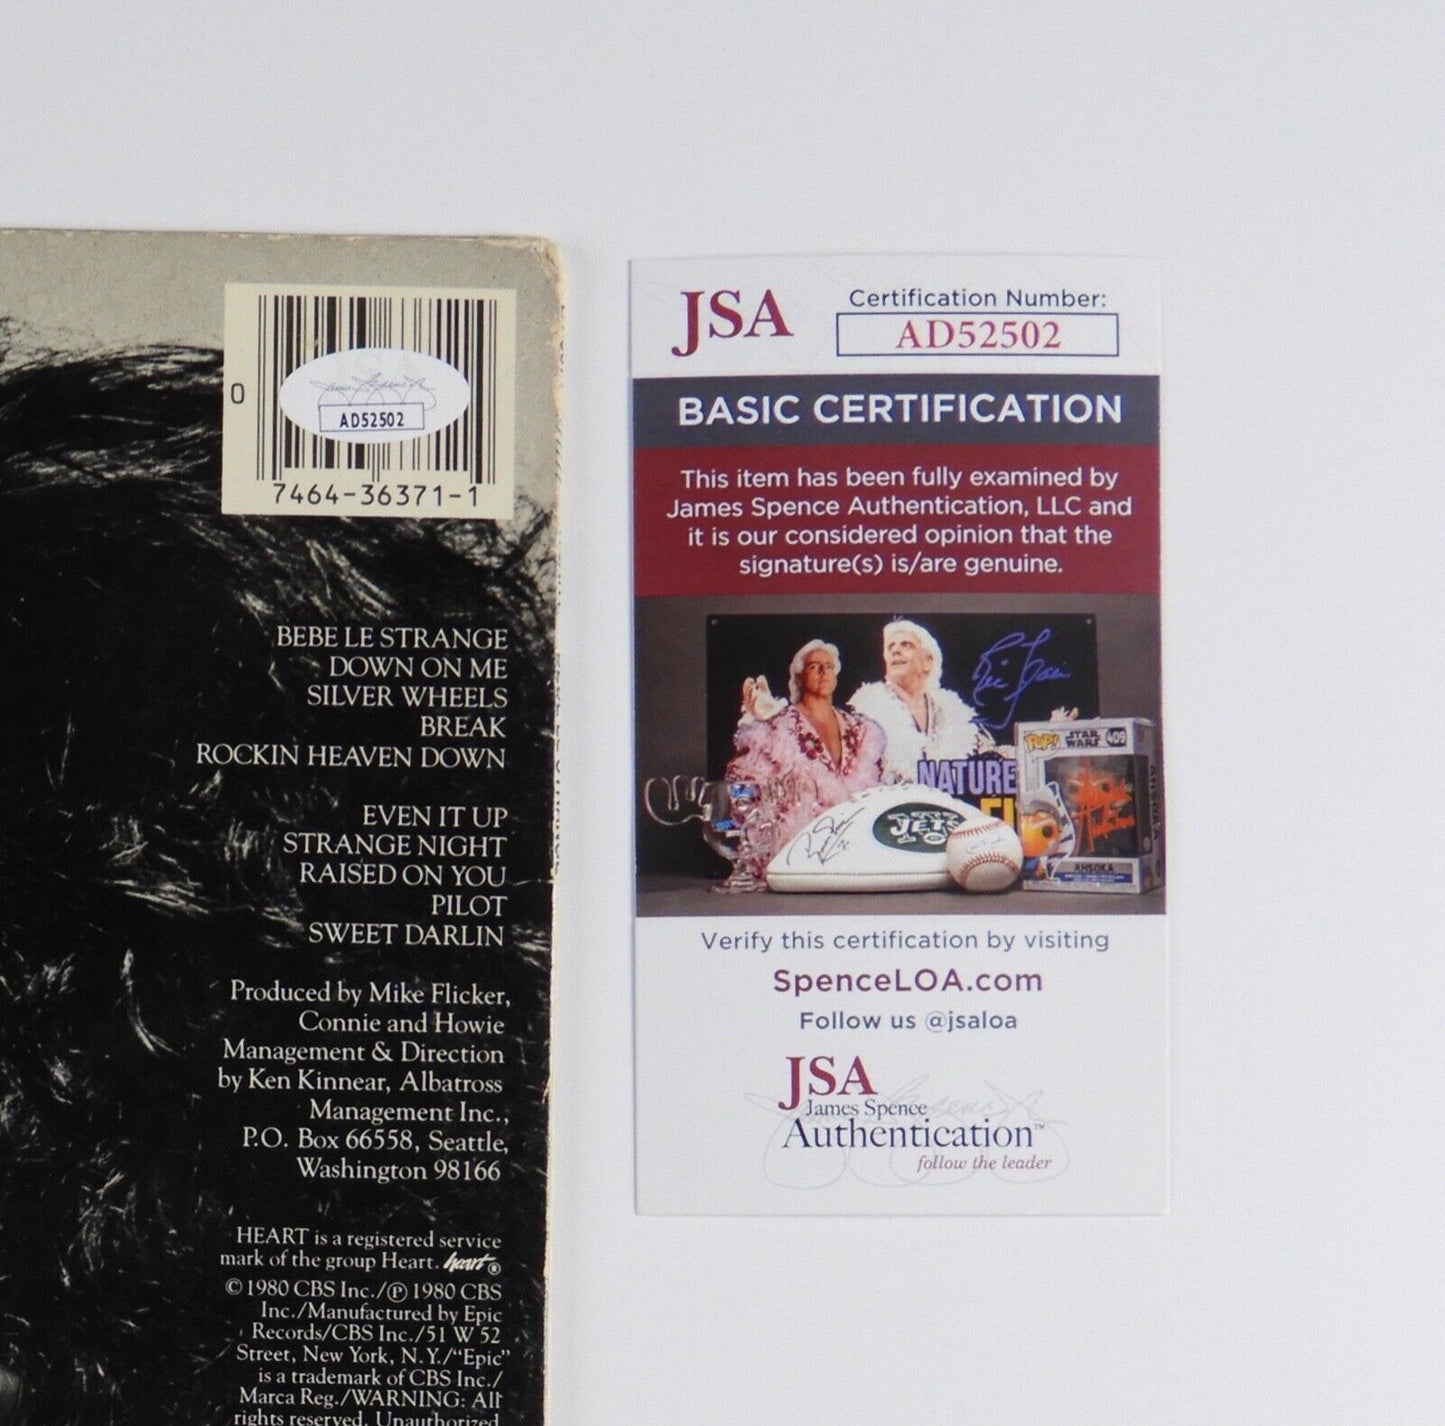 0
AD52502
7464-36371-1
BEBE LE STRANGE
DOWN ON ME
SILVER WHEELS
BREAK
ROCKIN HEAVEN DOWN
EVEN IT UP
STRANGE NIGHT
RAISED ON YOU
PILOT
SWEET DARLIN
Produced by Mike Flicker,
Connie and Howie
Management & Direction
by Ken Kinnear, Albatross
Management Inc.,
P.O. Box 66558, Seattle,
Washington 98166
HEART is a registered service
mark of the group Heart. heart®
© 1980 CBS Inc./℗ 1980 CBS
Inc./Manufactured by Epic
Records/CBS Inc./51 W 52
Street, New York, N.Y./"Epic"
is a trademark of CBS Inc./
Marca Reg./WARNING: All
rights reserved. Unauthorized
JSA
Certification Number:
AD52502
BASIC CERTIFICATION
This item has been fully examined by
James Spence Authentication, LLC and
it is our considered opinion that the
signature(s) is/are genuine.
NATURE
JETS
POP!
STAR
WARS
409
AHSOKA
Verify this certification by visiting
SpenceLOA.com
Follow us @jsaloa
JSA
James Spence
Authentication™
follow the leader